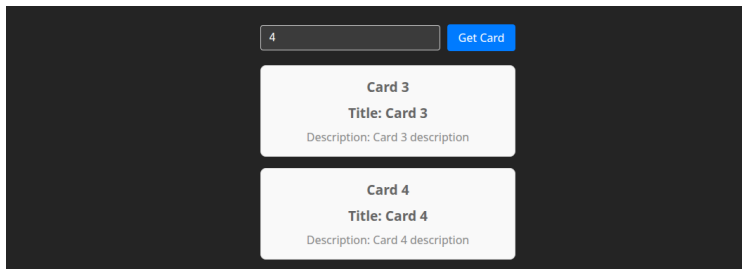 4
Get Card
Card 3
Title: Card 3
Description: Card 3 description
Card 4
Title: Card 4
Description: Card 4 description